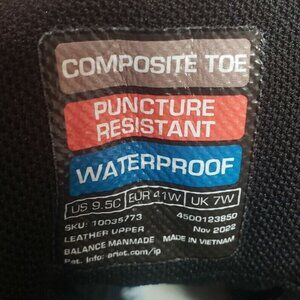 COMPOSITE TOE
PUNCTURE
RESISTANT
WATERPROOF
US 9.5C EUR 41W UK 7W
SKU: 10035773 4500123850
LEATHER UPPER Nov 2022
BALANCE MANMADE MADE IN VIETNAM
Pat. Info: ariat.com/ip